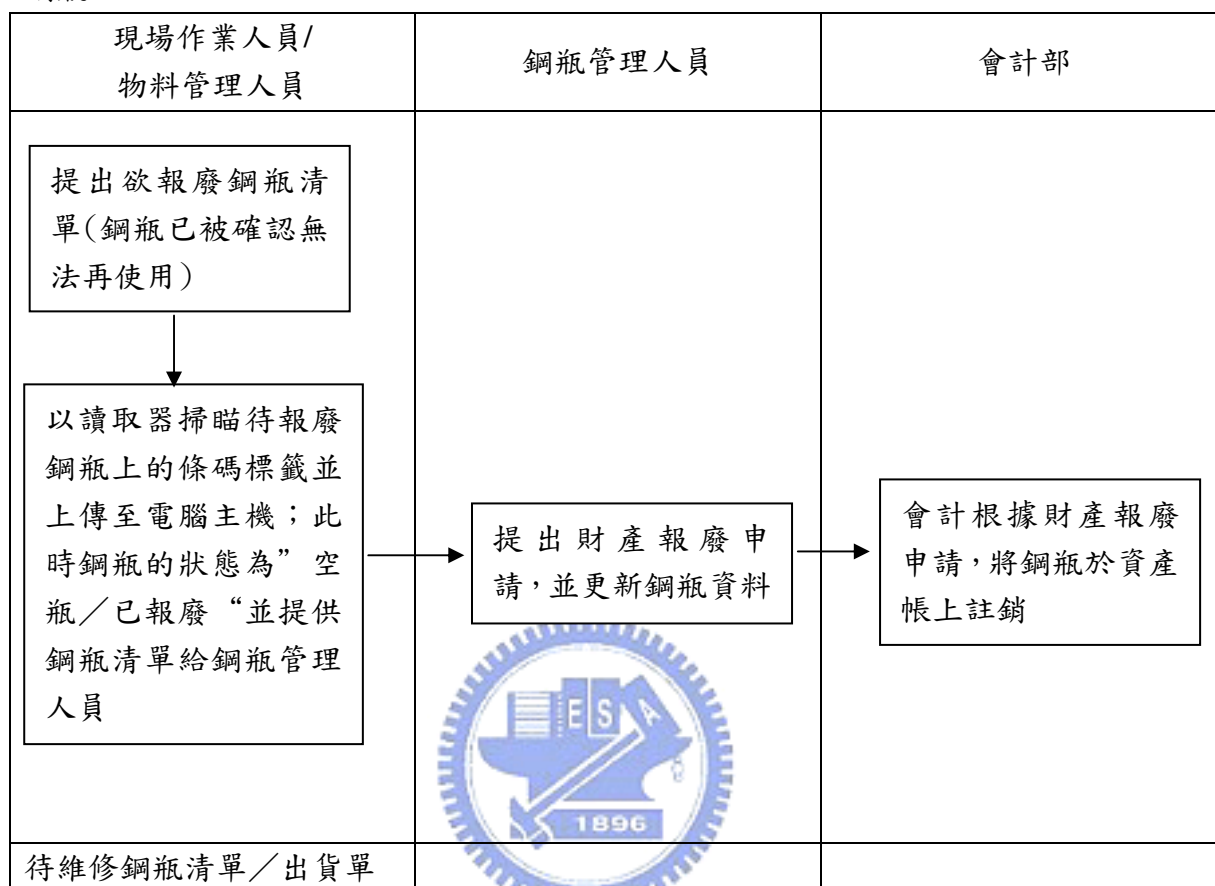 現場作業人員/
物料管理人員
鋼瓶管理人員
會計部
提出欲報廢鋼瓶清
單(鋼瓶已被確認無
法再使用)
以讀取器掃瞄待報廢
鋼瓶上的條碼標籤並
上傳至電腦主機；此
時鋼瓶的狀態為”空
瓶／已報廢“並提供
鋼瓶清單給鋼瓶管理
人員
提出財產報廢申
請，並更新鋼瓶資料
會計根據財產報廢
申請，將鋼瓶於資產
帳上註銷
E S A
1896
待維修鋼瓶清單／出貨單